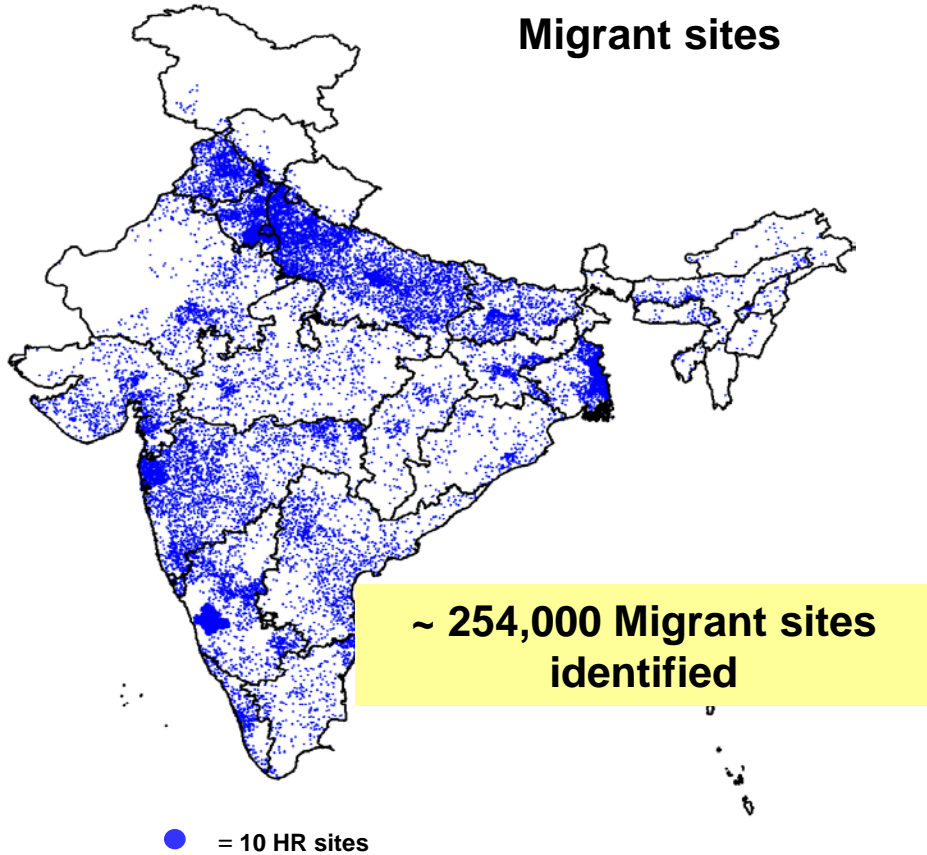 Migrant sites
~ 254,000 Migrant sites
identified
= 10 HR sites